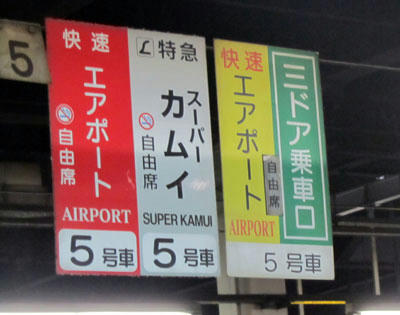 5
快速
エアポート
自由席
AIRPORT
5号車
L特急
スーパー
カムイ
自由席
SUPER KAMUI
5号車
快速
エアポート
AIRPORT
自由席
三ドア乗車口
5号車